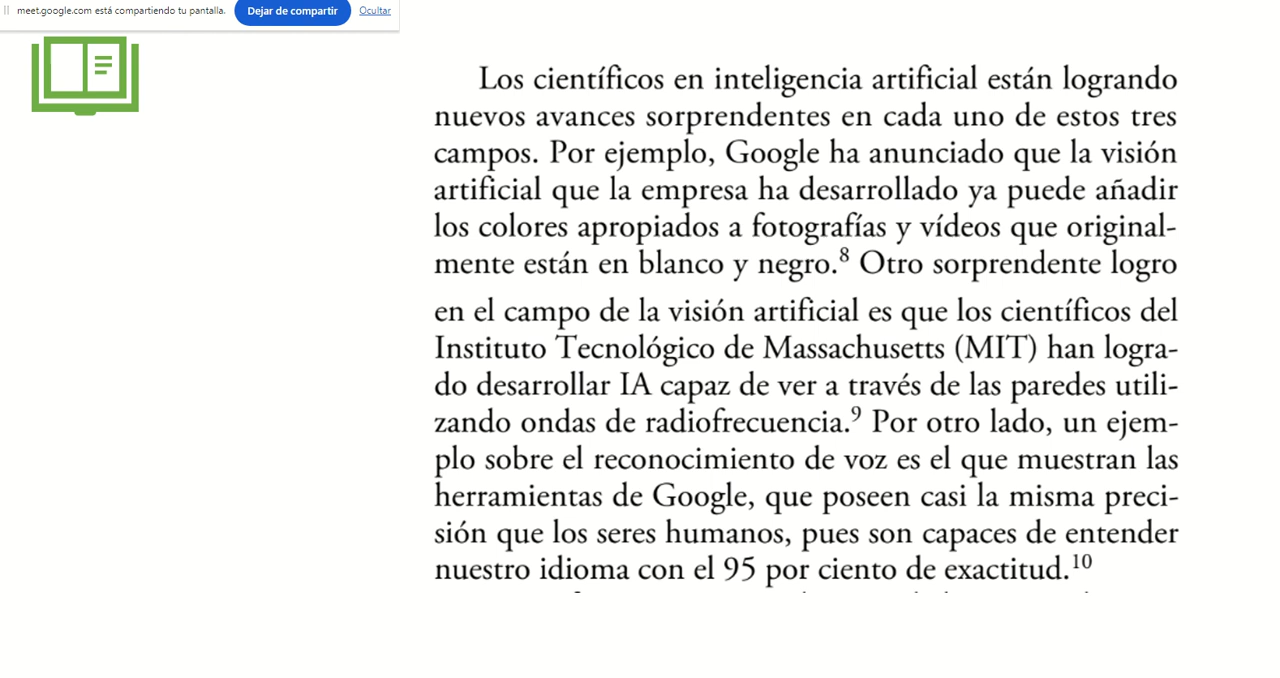 meet.google.com está compartiendo tu pantalla.
Dejar de compartir
Ocultar
Los científicos en inteligencia artificial están logrando
nuevos avances sorprendentes en cada uno de estos tres
campos. Por ejemplo, Google ha anunciado que la visión
artificial que la empresa ha desarrollado ya puede añadir
los colores apropiados a fotografías y vídeos que original-
mente están en blanco y negro.⁸ Otro sorprendente logro
en el campo de la visión artificial es que los científicos del
Instituto Tecnológico de Massachusetts (MIT) han logra-
do desarrollar IA capaz de ver a través de las paredes utili-
zando ondas de radiofrecuencia.⁹ Por otro lado, un ejem-
plo sobre el reconocimiento de voz es el que muestran las
herramientas de Google, que poseen casi la misma preci-
sión que los seres humanos, pues son capaces de entender
nuestro idioma con el 95 por ciento de exactitud.¹⁰